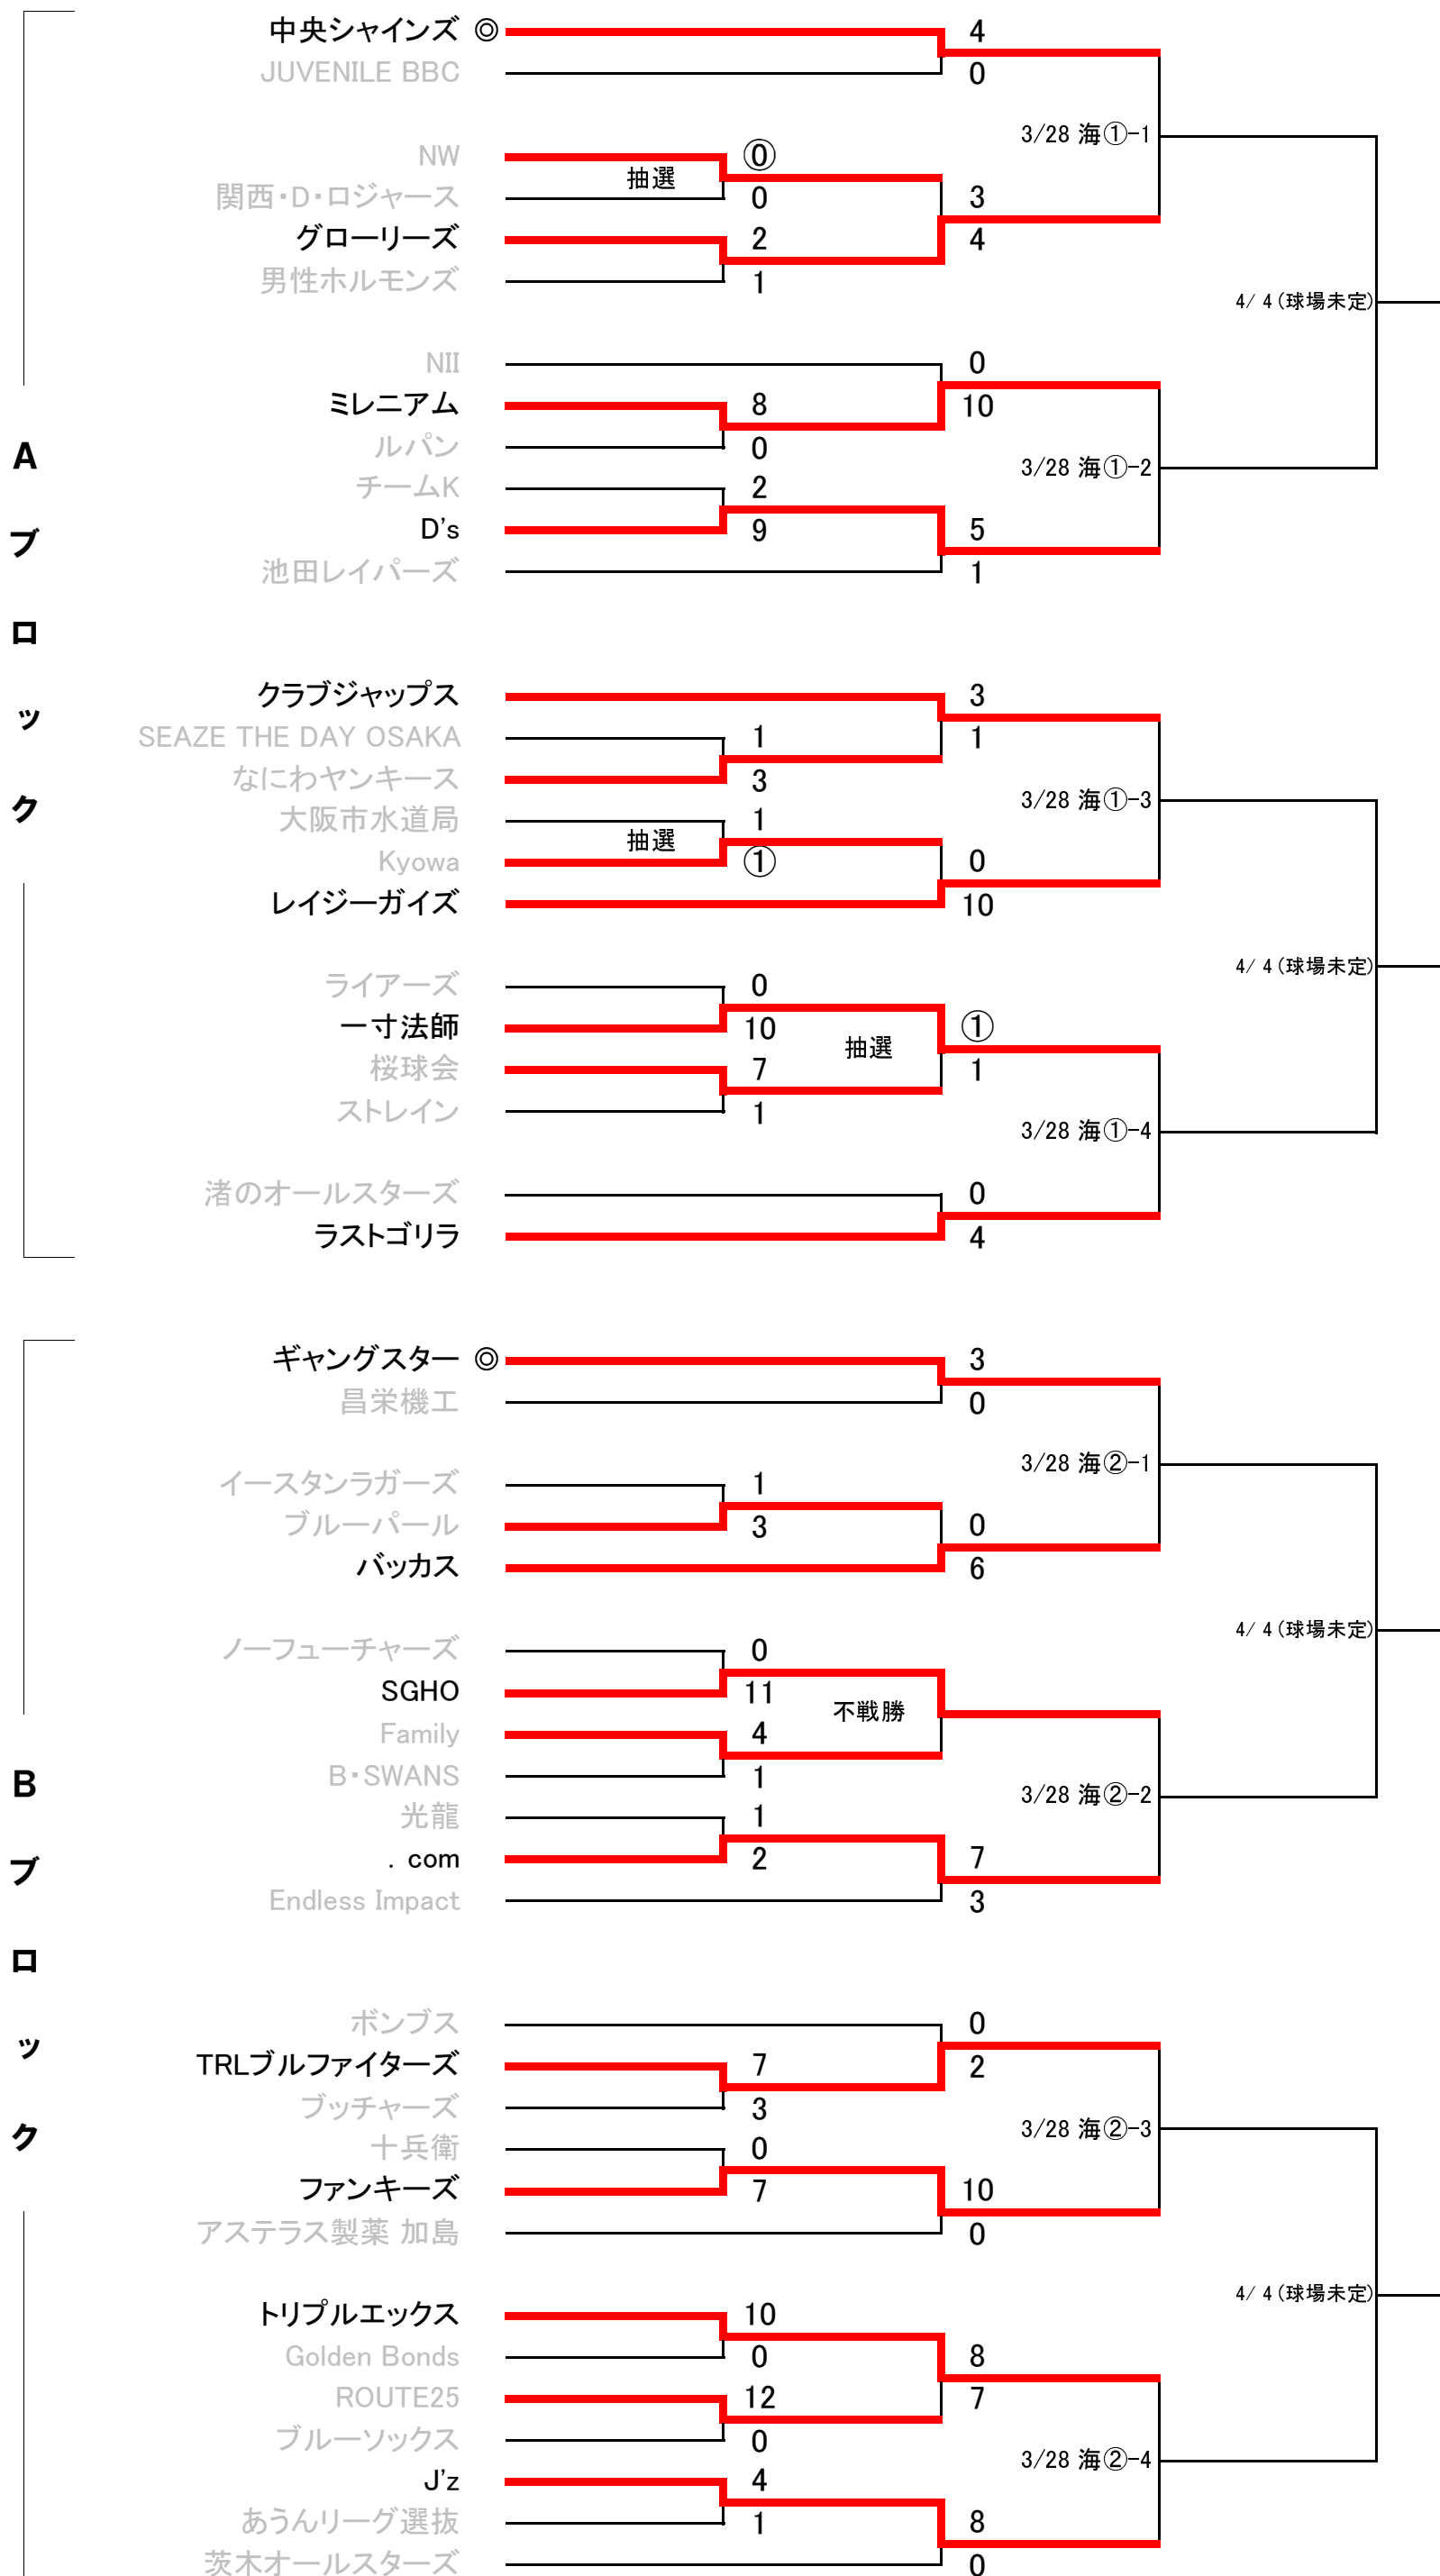 中央シャインズ ◎ 4
JUVENILE BBC 0
3/28 海①-1
NW ⓪
抽選
関西・D・ロジャース 0 3
グローリーズ 2 4
男性ホルモンズ 1
4/ 4 (球場未定)
NII 0
ミレニアム 8 10
ルパン 0
3/28 海①-2
チームK 2
D's 9 5
池田レイパーズ 1
A
ブ
ロ
ッ
ク
クラブジャップス 3
SEAZE THE DAY OSAKA 1 1
なにわヤンキース 3
3/28 海①-3
大阪市水道局 1
抽選
Kyowa ① 0
レイジーガイズ 10
4/ 4 (球場未定)
ライアーズ 0
一寸法師 10 ①
抽選
桜球会 7 1
ストレイン 1
3/28 海①-4
渚のオールスターズ 0
ラストゴリラ 4
ギャングスター ◎ 3
昌栄機工 0
3/28 海②-1
イースタンラガーズ 1
ブルーパール 3 0
バッカス 6
4/ 4 (球場未定)
ノーフューチャーズ 0
SGHO 11
不戦勝
Family 4
B・SWANS 1
3/28 海②-2
光龍 1
. com 2 7
Endless Impact 3
B
ブ
ロ
ッ
ク
ボンブス 0
TRLブルファイターズ 7 2
ブッチャーズ 3
3/28 海②-3
十兵衛 0
ファンキーズ 7 10
アステラス製薬 加島 0
4/ 4 (球場未定)
トリプルエックス 10
Golden Bonds 0 8
ROUTE25 12 7
ブルーソックス 0
3/28 海②-4
J'z 4
あうんリーグ選抜 1 8
茨木オールスターズ 0